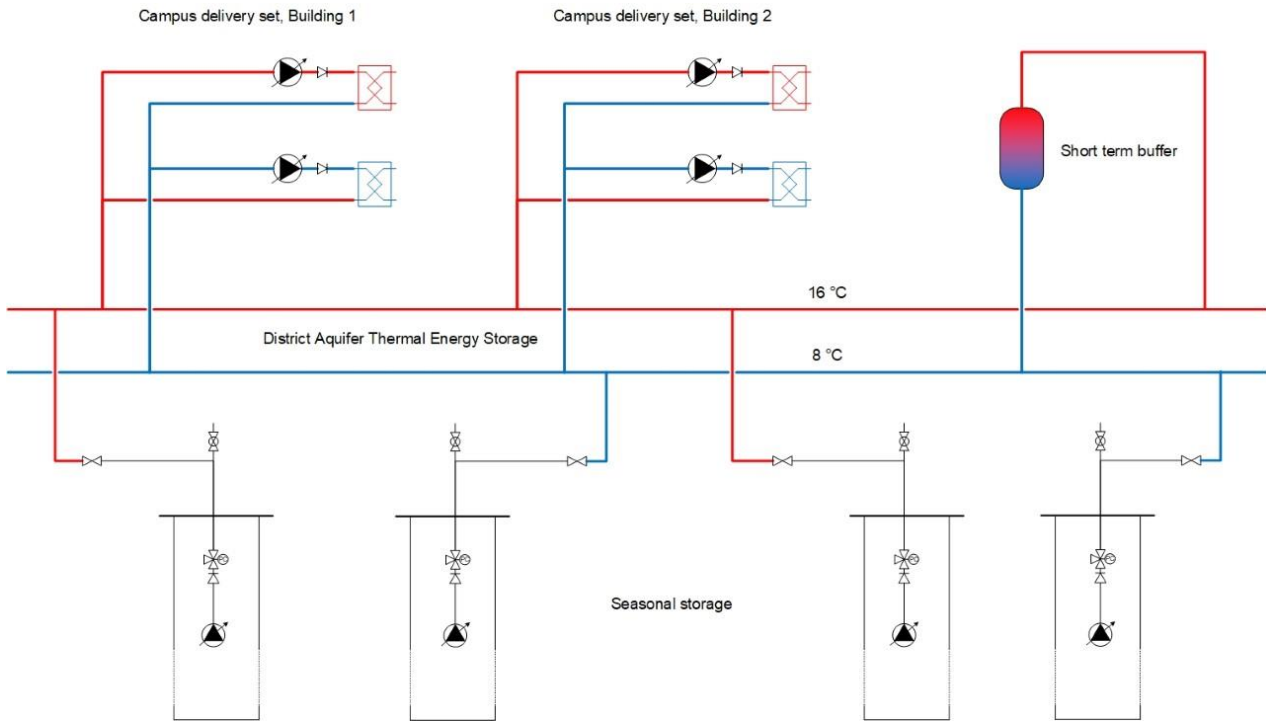 Campus delivery set, Building 1
Campus delivery set, Building 2
Short term buffer
16 °C
District Aquifer Thermal Energy Storage
8 °C
Seasonal storage